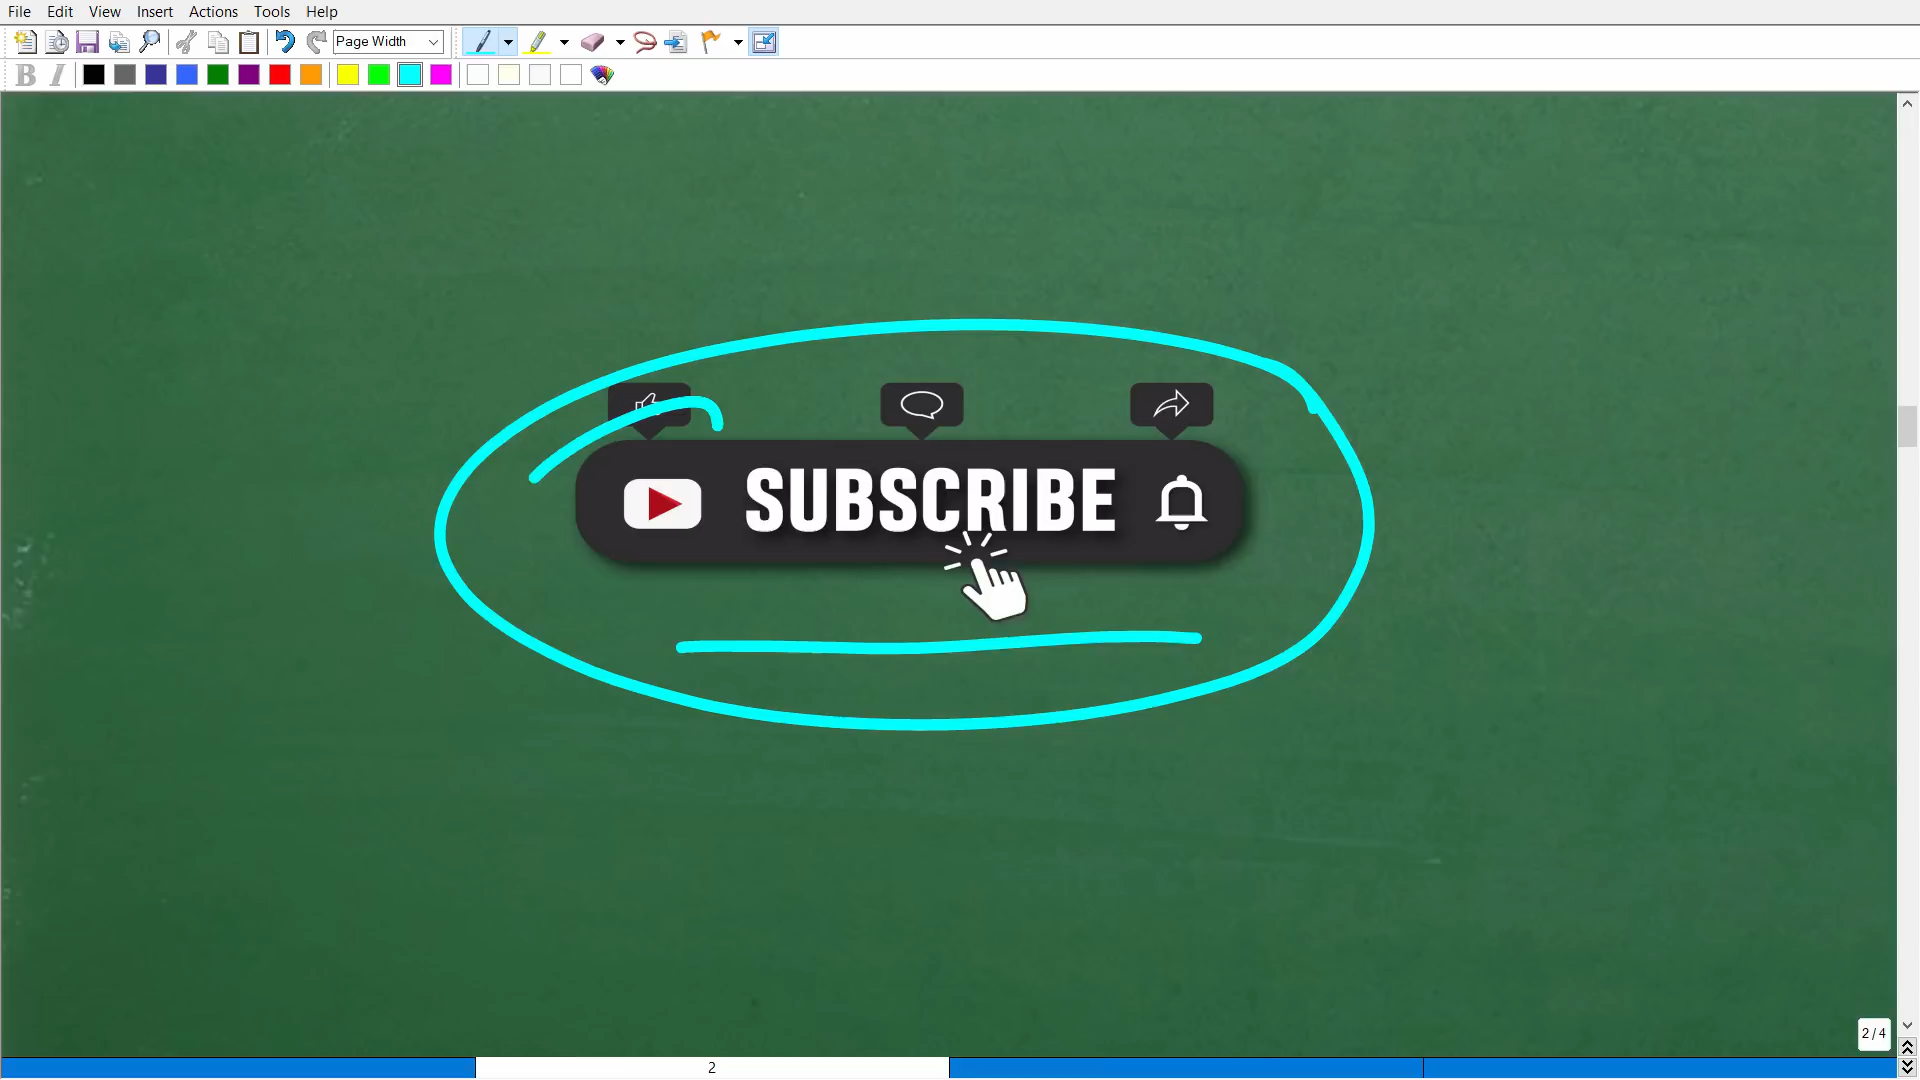 File Edit View Insert Actions Tools Help
Page Width
B I
SUBSCRIBE
2 / 4
2